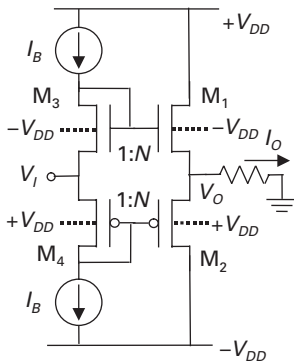 +V_DD
I_B
M_3 M_1
−V_DD −V_DD I_O
1:N
V_I V_O
1:N
+V_DD +V_DD
M_4 M_2
I_B
−V_DD